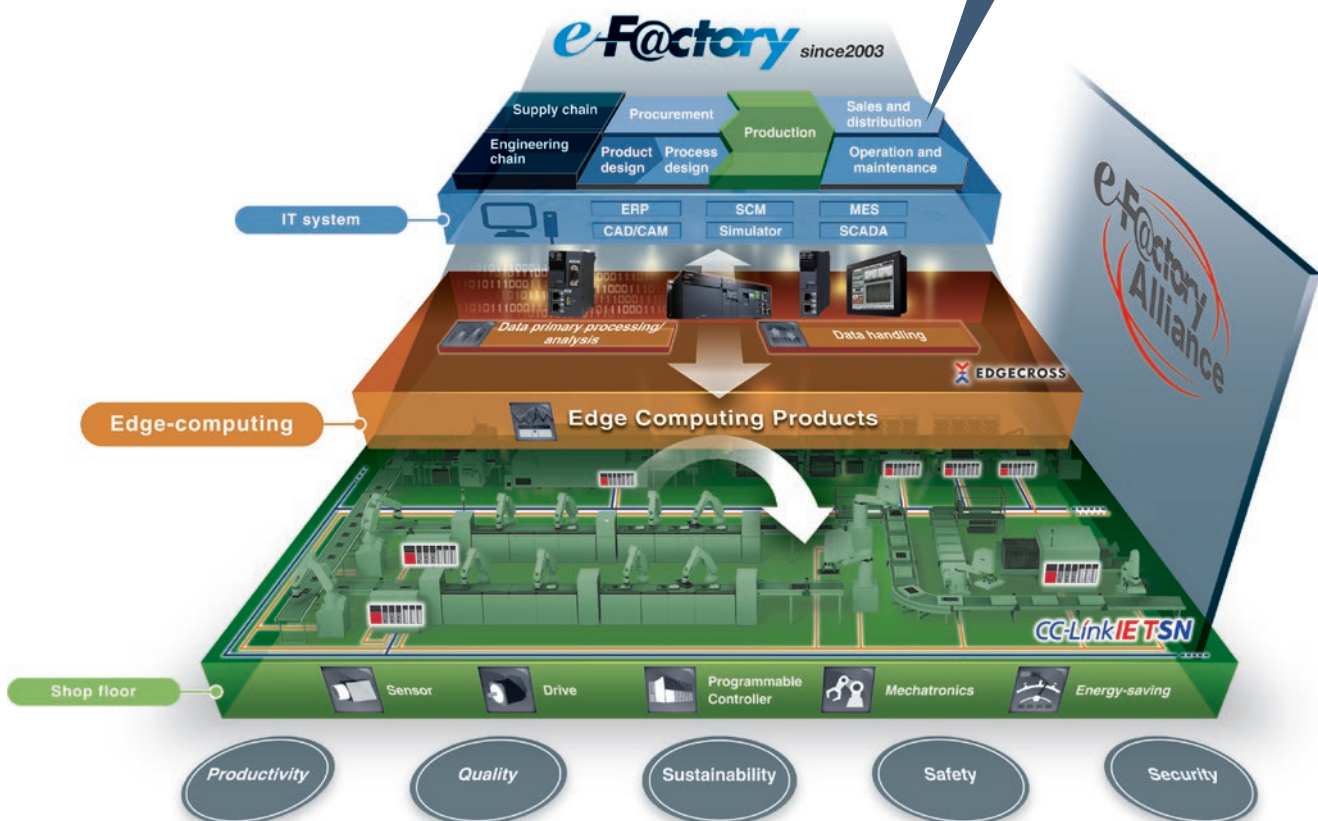 e-F@ctory since2003
Supply chain
Procurement
Production
Sales and
distribution
Engineering
chain
Product
design
Process
design
Operation and
maintenance
IT system
ERP
SCM
MES
CAD/CAM
Simulator
SCADA
Data primary processing/
analysis
Data handling
EDGECROSS
Edge-computing
Edge Computing Products
e-F@ctory
Alliance
CC-Link IE TSN
Shop floor
Sensor
Drive
Programmable
Controller
Mechatronics
Energy-saving
Productivity
Quality
Sustainability
Safety
Security